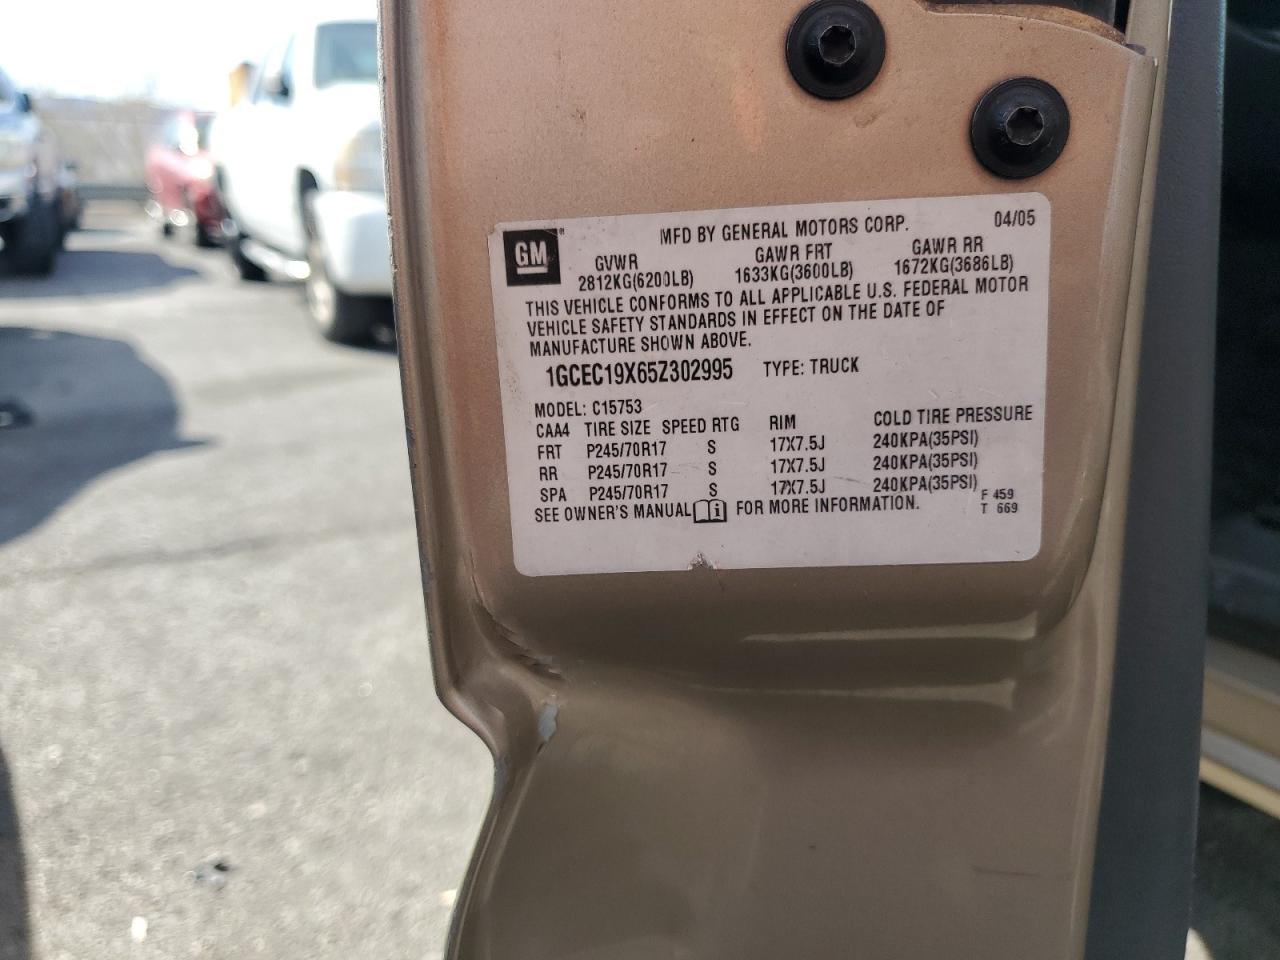 GM
MFD BY GENERAL MOTORS CORP. 04/05
GVWR GAWR FRT GAWR RR
2812KG(6200LB) 1633KG(3600LB) 1672KG(3686LB)
THIS VEHICLE CONFORMS TO ALL APPLICABLE U.S. FEDERAL MOTOR
VEHICLE SAFETY STANDARDS IN EFFECT ON THE DATE OF
MANUFACTURE SHOWN ABOVE.
1GCEC19X65Z302995 TYPE: TRUCK
MODEL: C15753
CAA4 TIRE SIZE SPEED RTG RIM COLD TIRE PRESSURE
FRT P245/70R17 S 17X7.5J 240KPA(35PSI)
RR P245/70R17 S 17X7.5J 240KPA(35PSI)
SPA P245/70R17 S 17X7.5J 240KPA(35PSI)
SEE OWNER'S MANUAL FOR MORE INFORMATION.
F 459
T 669